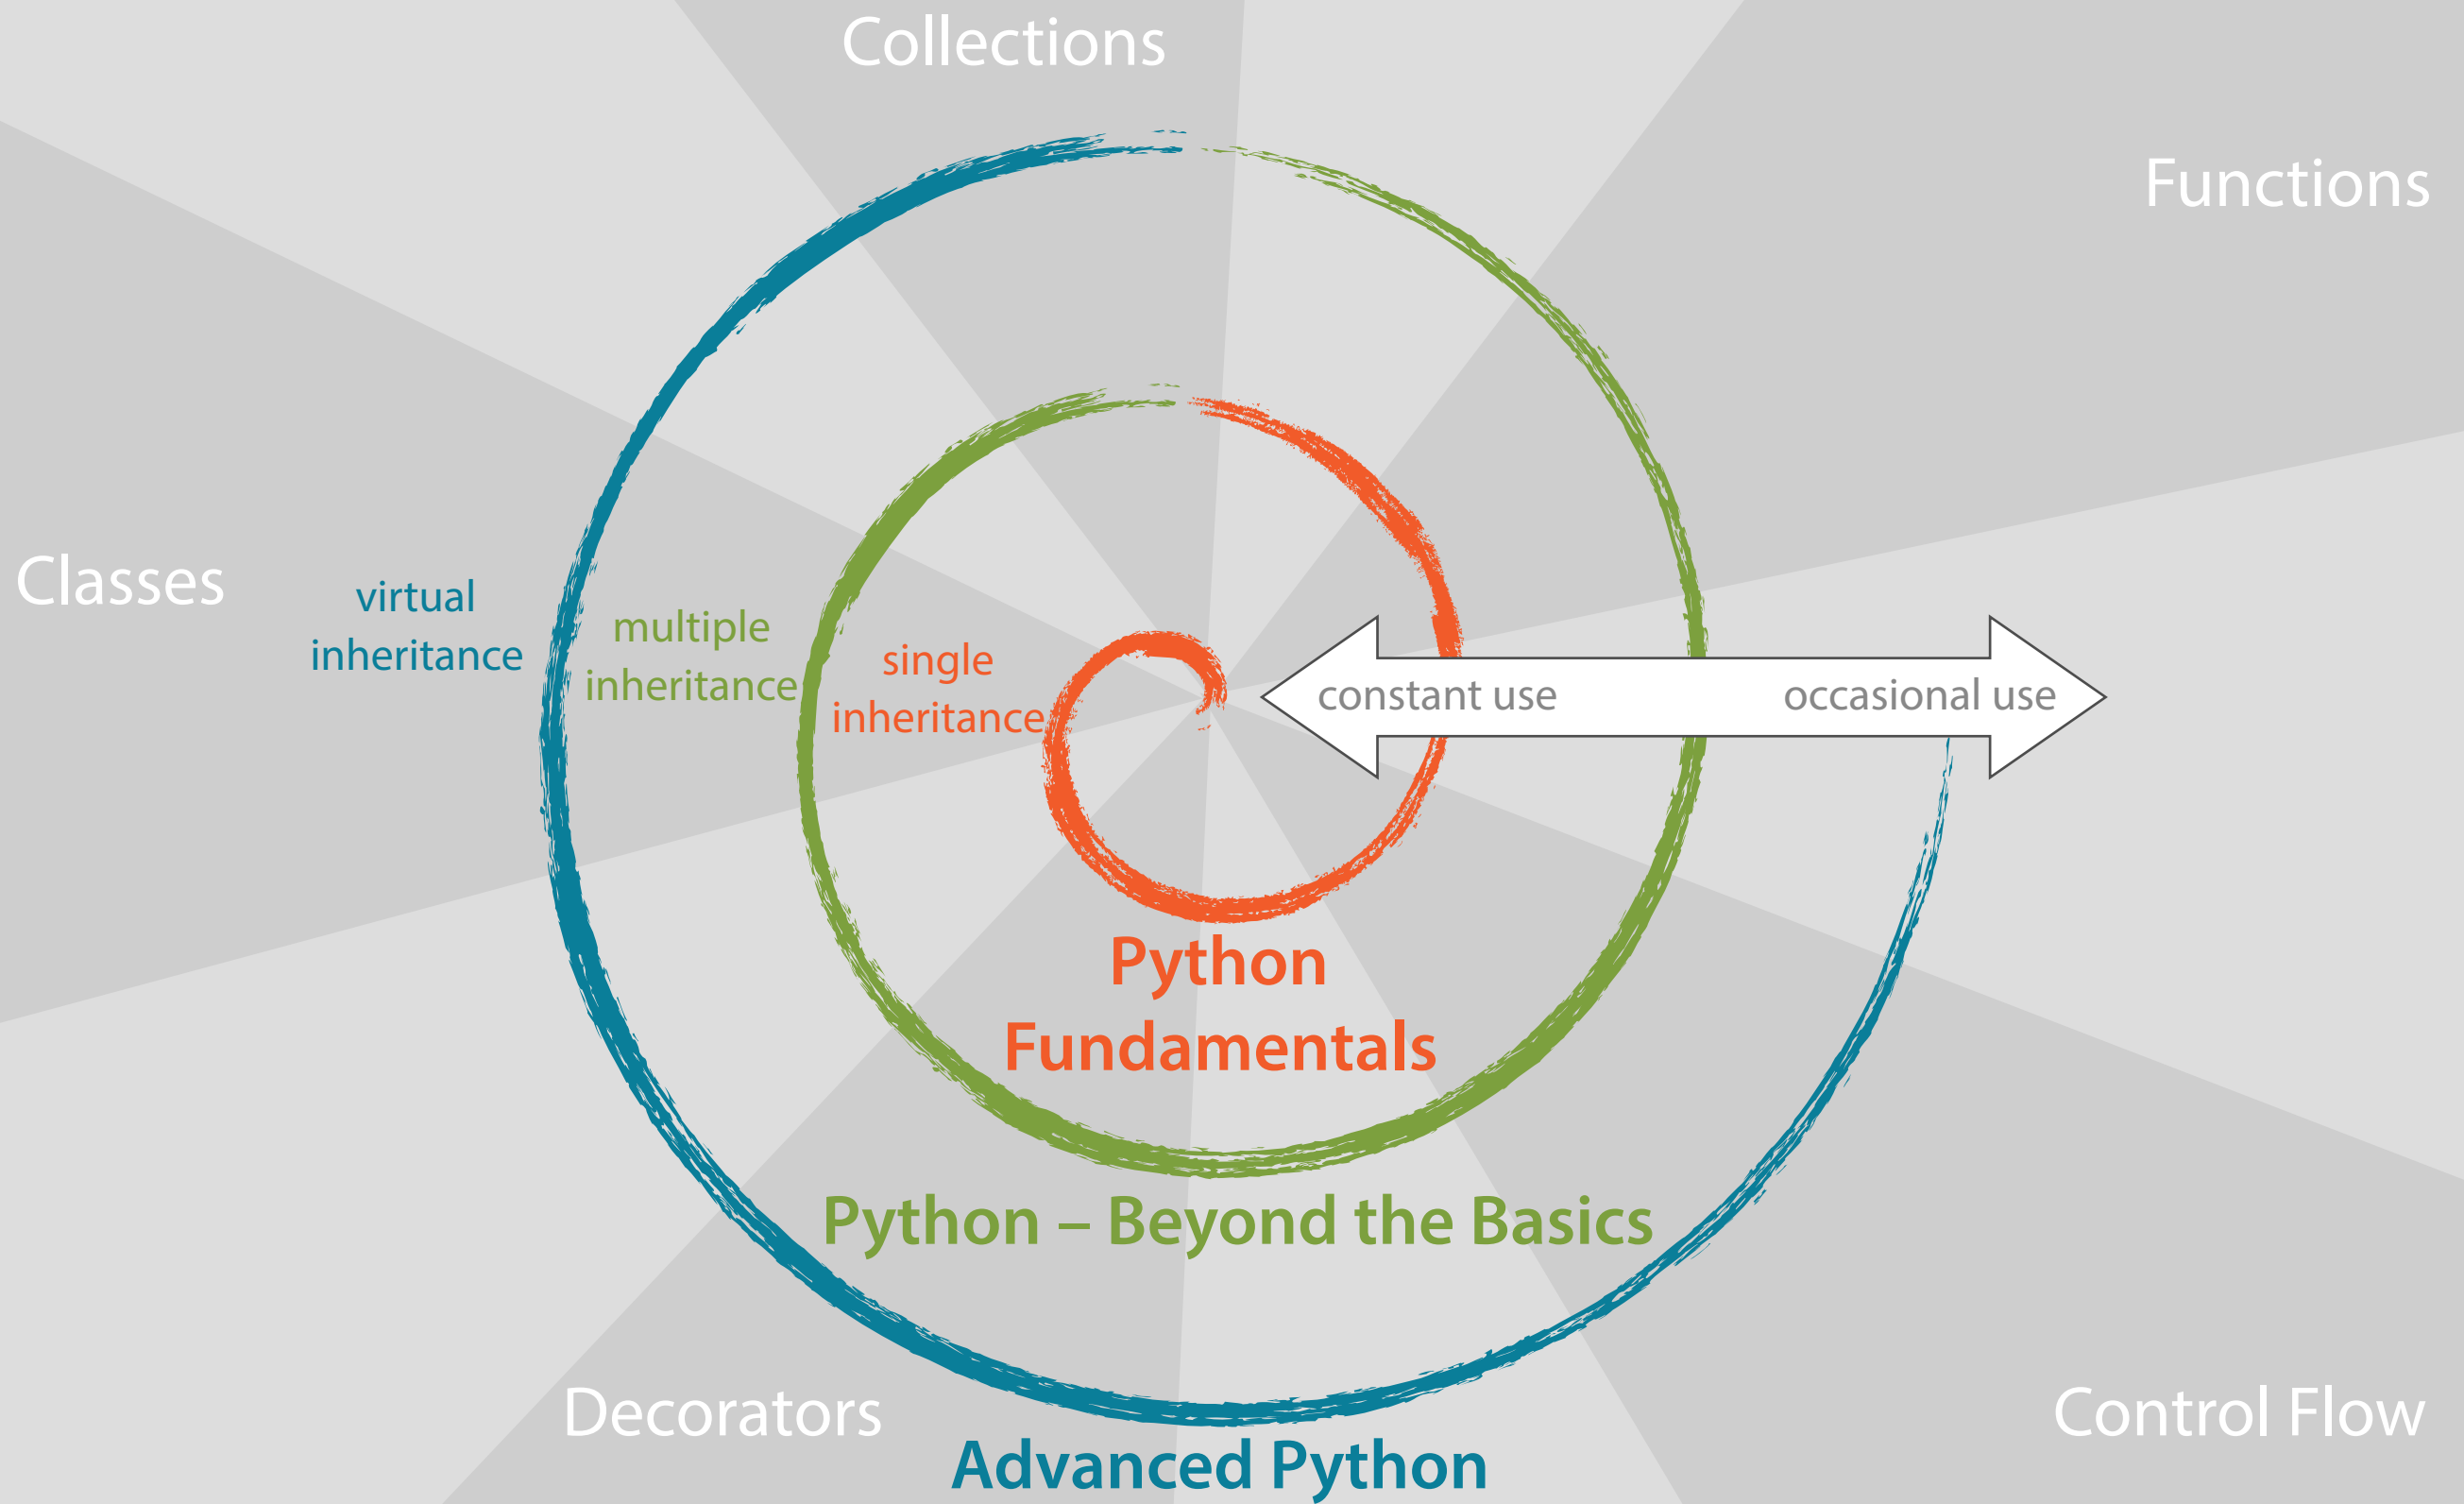 Collections
Functions
Classes
virtual
inheritance
multiple
inheritance
single
inheritance
constant use
occasional use
Python
Fundamentals
Python – Beyond the Basics
Decorators
Control Flow
Advanced Python